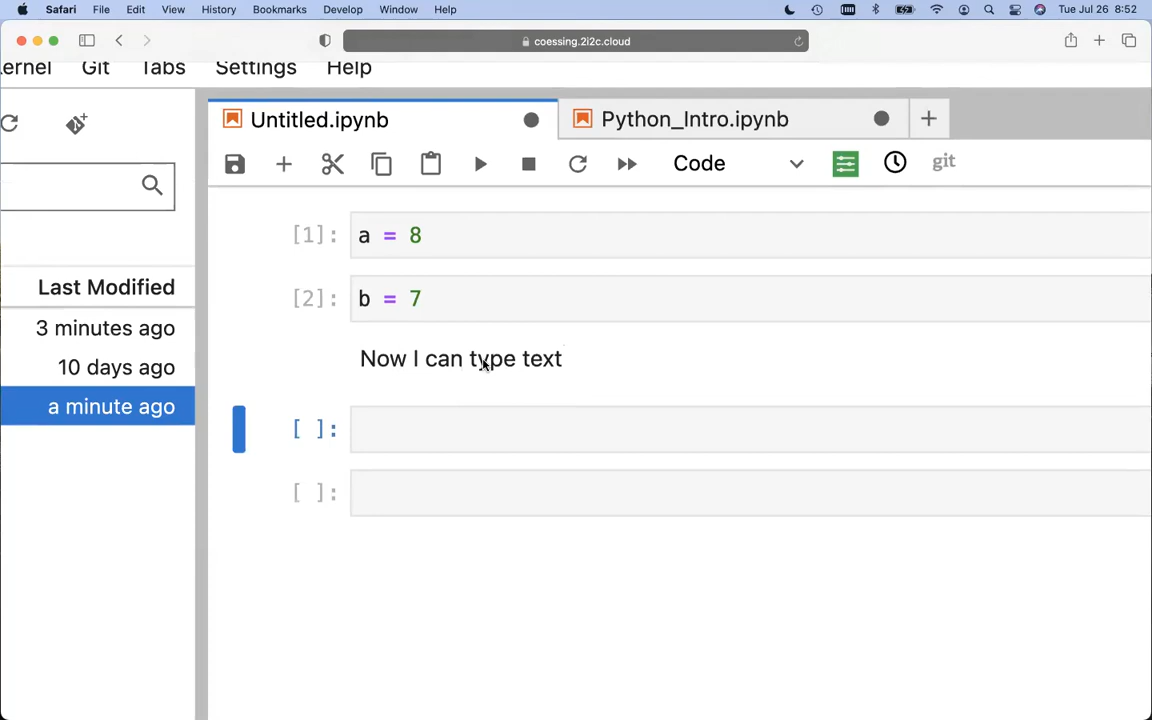 Safari File Edit View History Bookmarks Develop Window Help Tue Jul 26 8:52
coessing.2i2c.cloud
ernel Git Tabs Settings Help
Untitled.ipynb Python_Intro.ipynb
Code git
[1]: a = 8
[2]: b = 7
Last Modified
3 minutes ago
Now I can type text
10 days ago
a minute ago
[ ]:
[ ]: